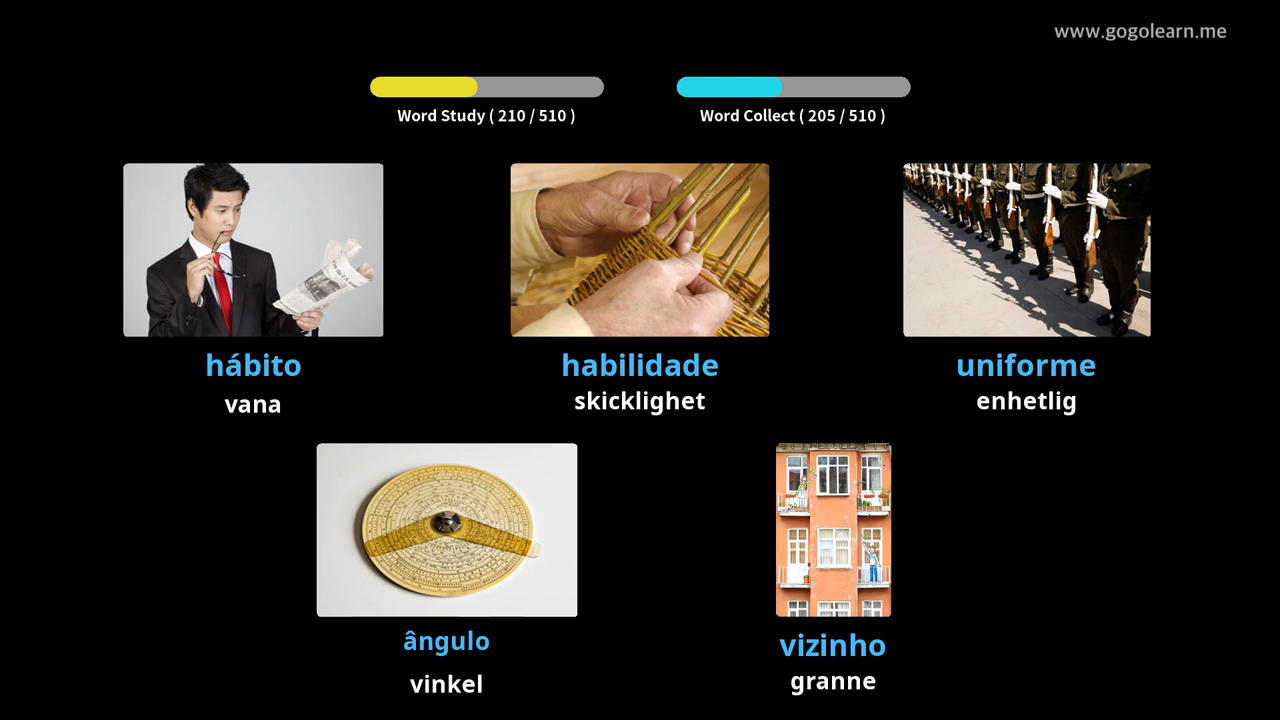 www.gogolearn.me
Word Study ( 210 / 510 )
Word Collect ( 205 / 510 )
hábito
vana
habilidade
skicklighet
uniforme
enhetlig
ângulo
vinkel
vizinho
granne